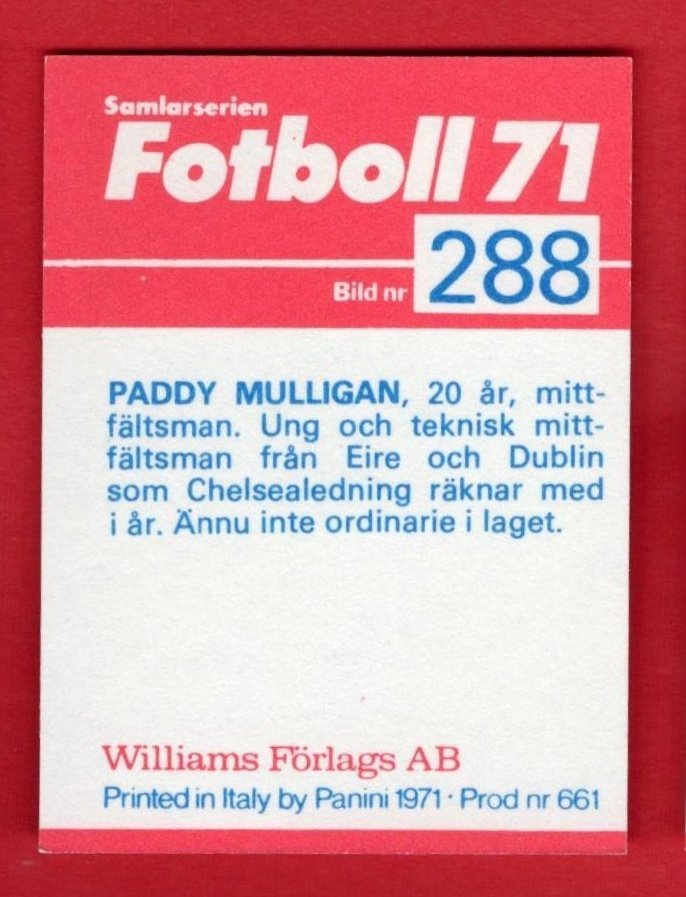 Samlarserien
Fotboll 71
Bild nr 288
PADDY MULLIGAN, 20 år, mitt-
fältsman. Ung och teknisk mitt-
fältsman från Eire och Dublin
som Chelsealedning räknar med
i år. Ännu inte ordinarie i laget.
Williams Förlags AB
Printed in Italy by Panini 1971 · Prod nr 661